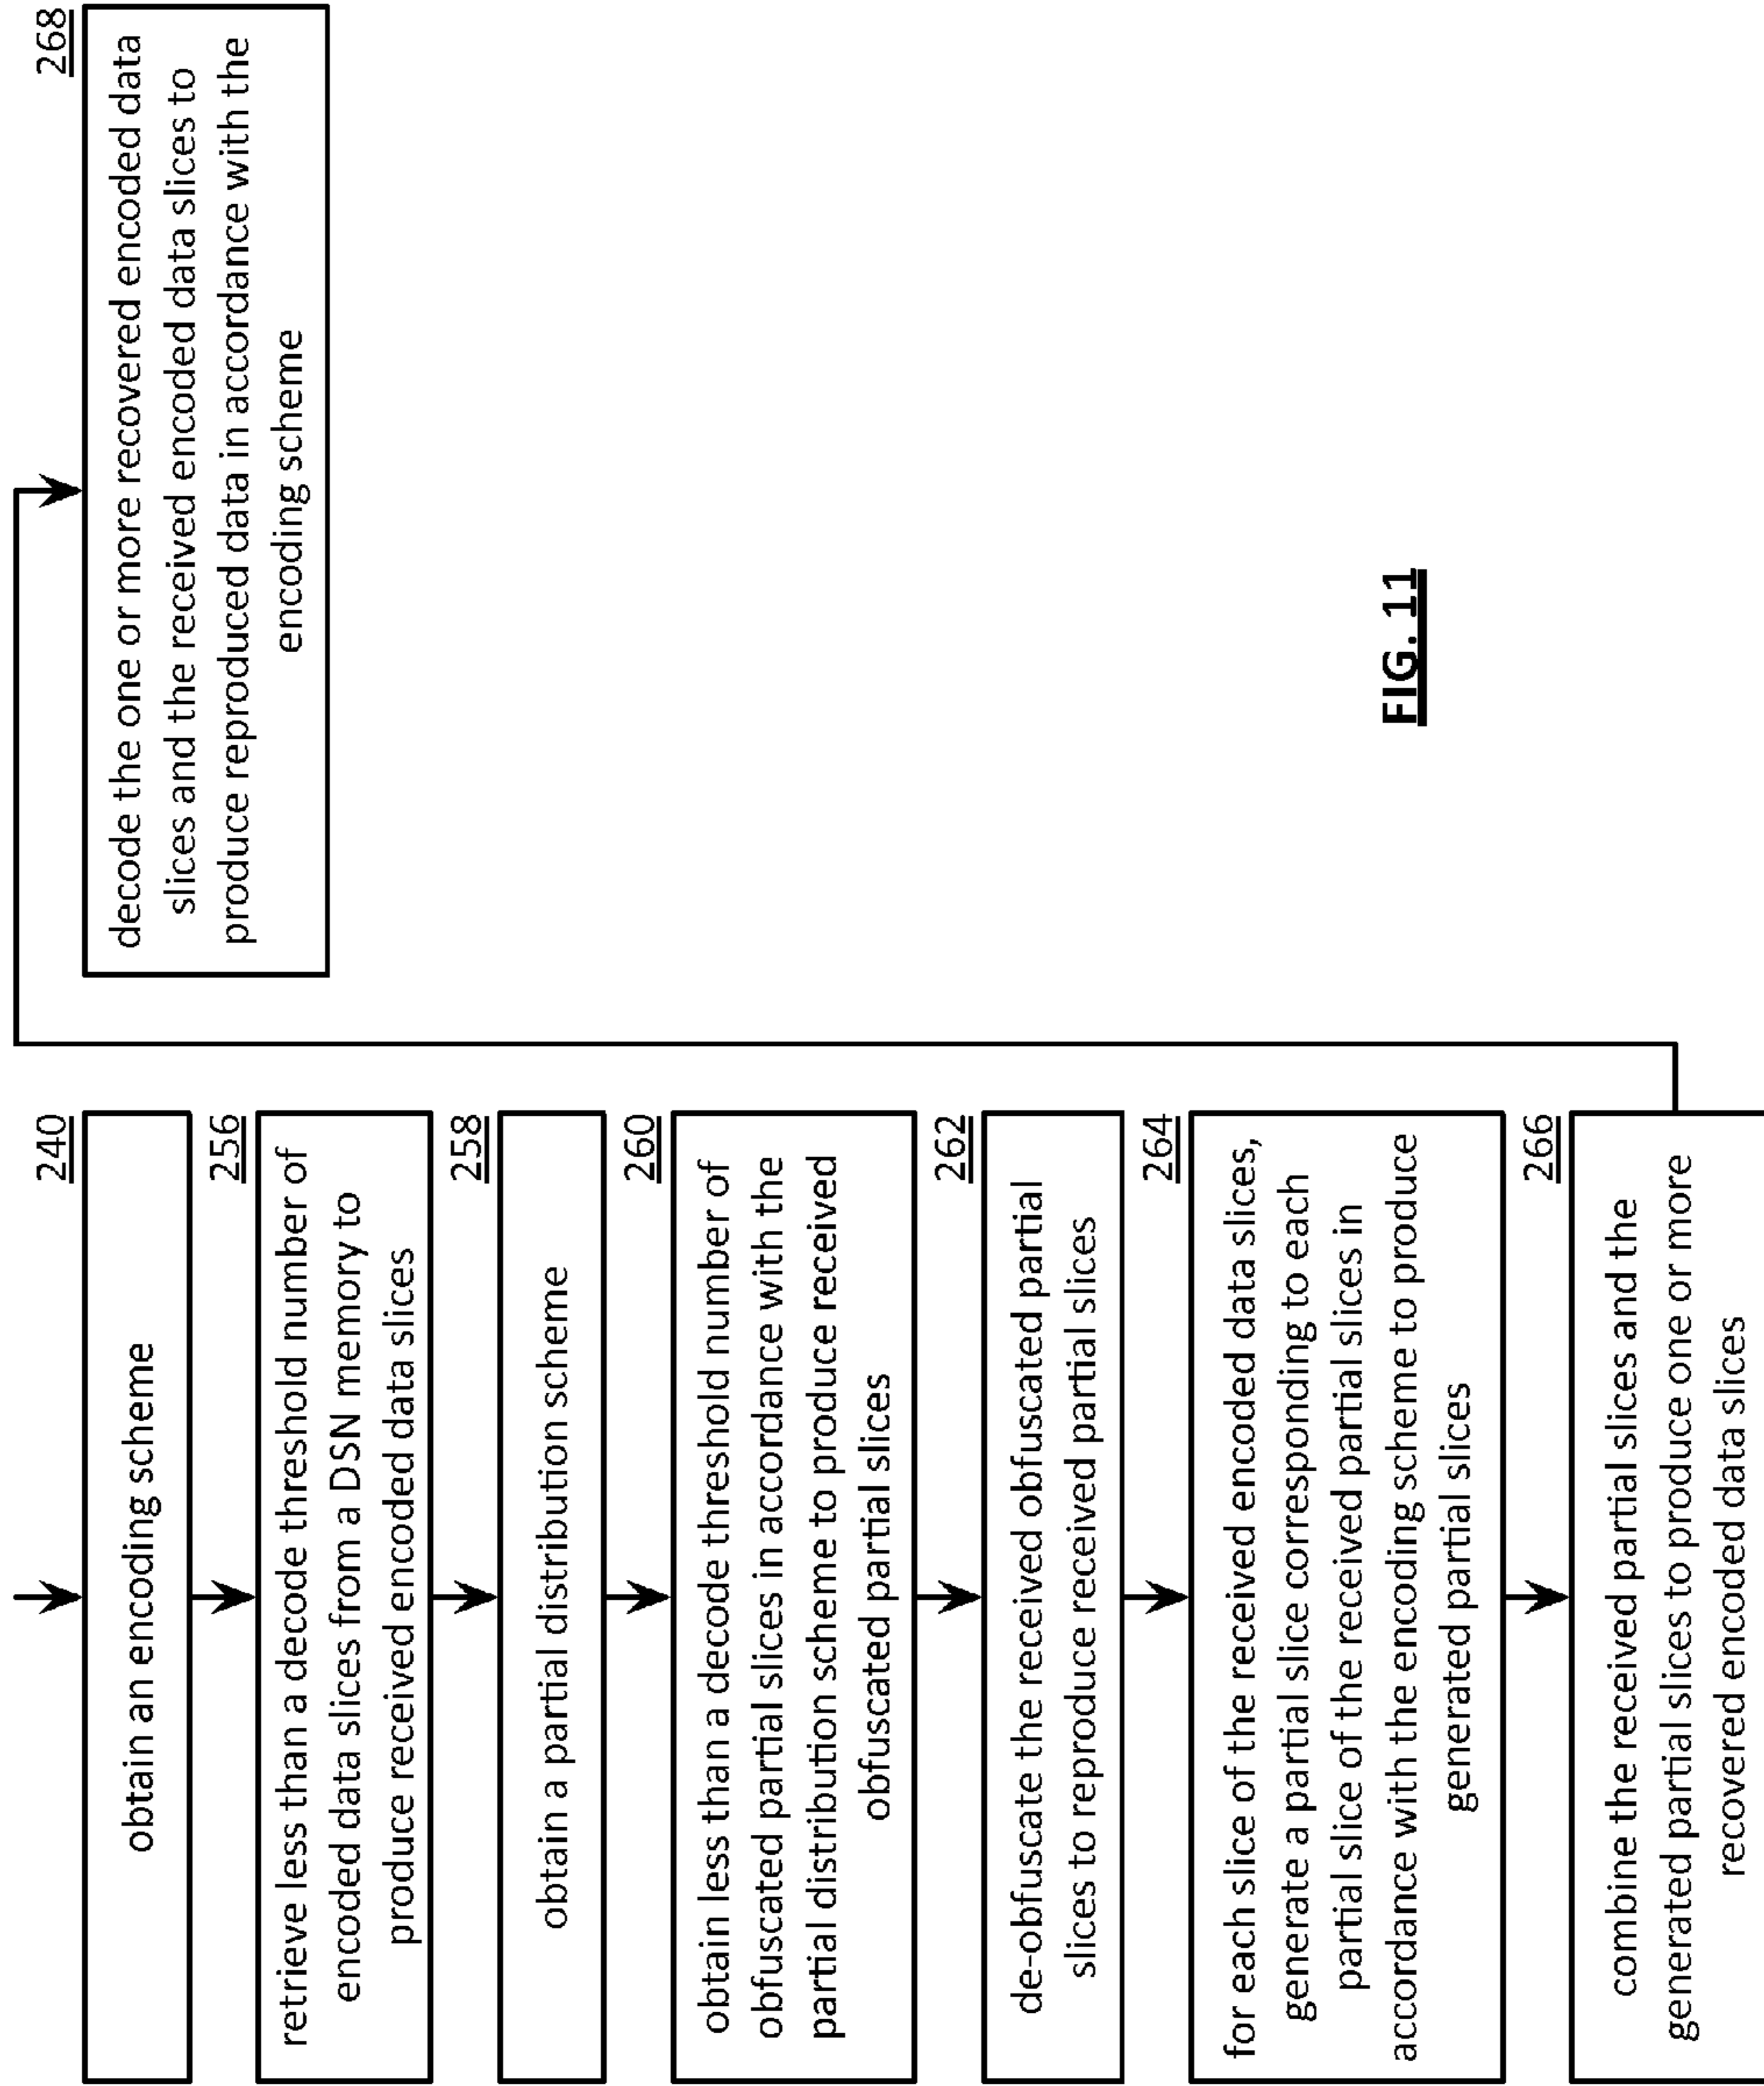 240
obtain an encoding scheme
256
retrieve less than a decode threshold number of
encoded data slices from a DSN memory to
produce received encoded data slices
258
obtain a partial distribution scheme
260
obtain less than a decode threshold number of
obfuscated partial slices in accordance with the
partial distribution scheme to produce received
obfuscated partial slices
262
de-obfuscate the received obfuscated partial
slices to reproduce received partial slices
264
for each slice of the received encoded data slices,
generate a partial slice corresponding to each
partial slice of the received partial slices in
accordance with the encoding scheme to produce
generated partial slices
266
combine the received partial slices and the
generated partial slices to produce one or more
recovered encoded data slices
268
decode the one or more recovered encoded data
slices and the received encoded data slices to
produce reproduced data in accordance with the
encoding scheme
FIG. 11